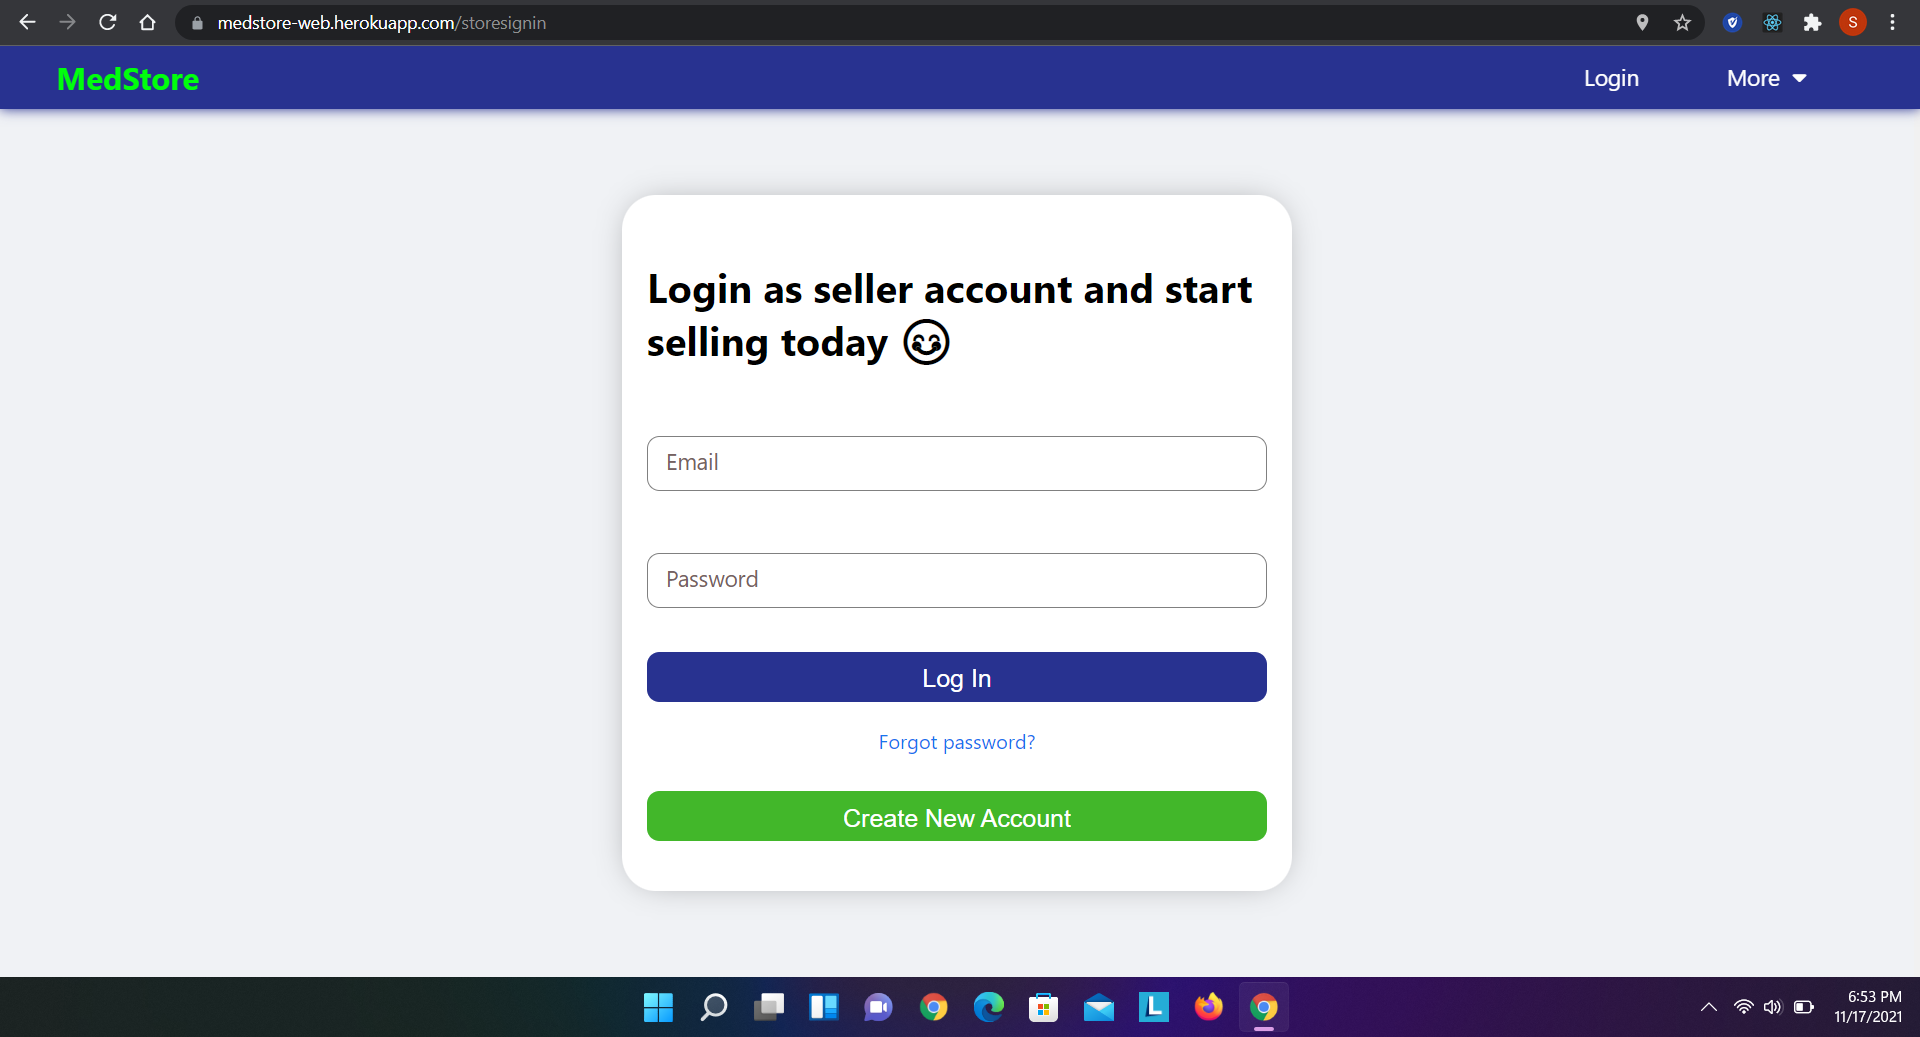 medstore-web.herokuapp.com/storesignin
S
MedStore
Login
More
Login as seller account and start
selling today 😊
Email
Password
Log In
Forgot password?
Create New Account
L
6:53 PM
11/17/2021